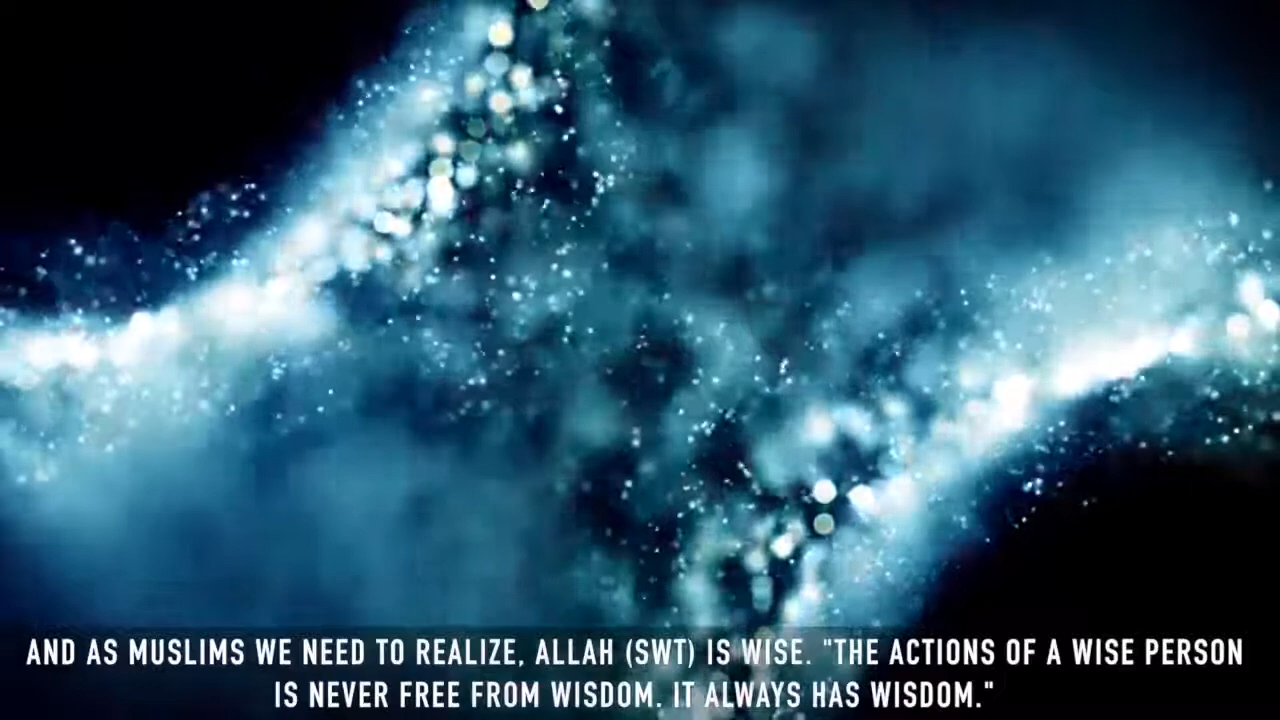 AND AS MUSLIMS WE NEED TO REALIZE, ALLAH (SWT) IS WISE. "THE ACTIONS OF A WISE PERSON
IS NEVER FREE FROM WISDOM. IT ALWAYS HAS WISDOM."